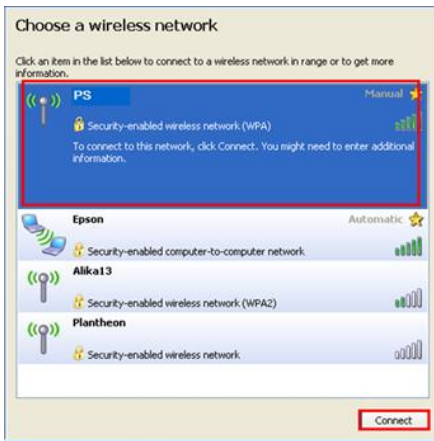 Choose a wireless network
Click an item in the list below to connect to a wireless network in range or to get more
information.
PS
Manual
Security-enabled wireless network (WPA)
To connect to this network, click Connect. You might need to enter additional
information.
Epson
Automatic
Security-enabled computer-to-computer network
Alika13
Security-enabled wireless network (WPA2)
Plantheon
Security-enabled wireless network
Connect